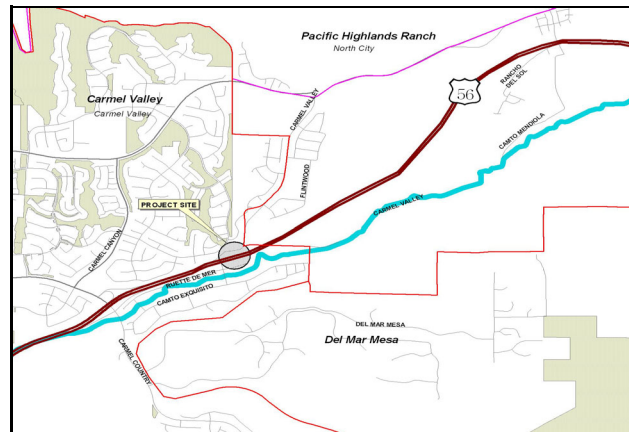 Pacific Highlands Ranch
North City
56
RANCHO
DEL SOL
Carmel Valley
Carmel Valley
CARMEL VALLEY
CAMTO MENDIOLA
FLINTWOOD
PROJECT SITE
CARMEL VALLEY
CARMEL CANYON
RUETTE DE MER
CAMTO EXQUISITO
DEL MAR MESA
Del Mar Mesa
CARMEL COUNTRY